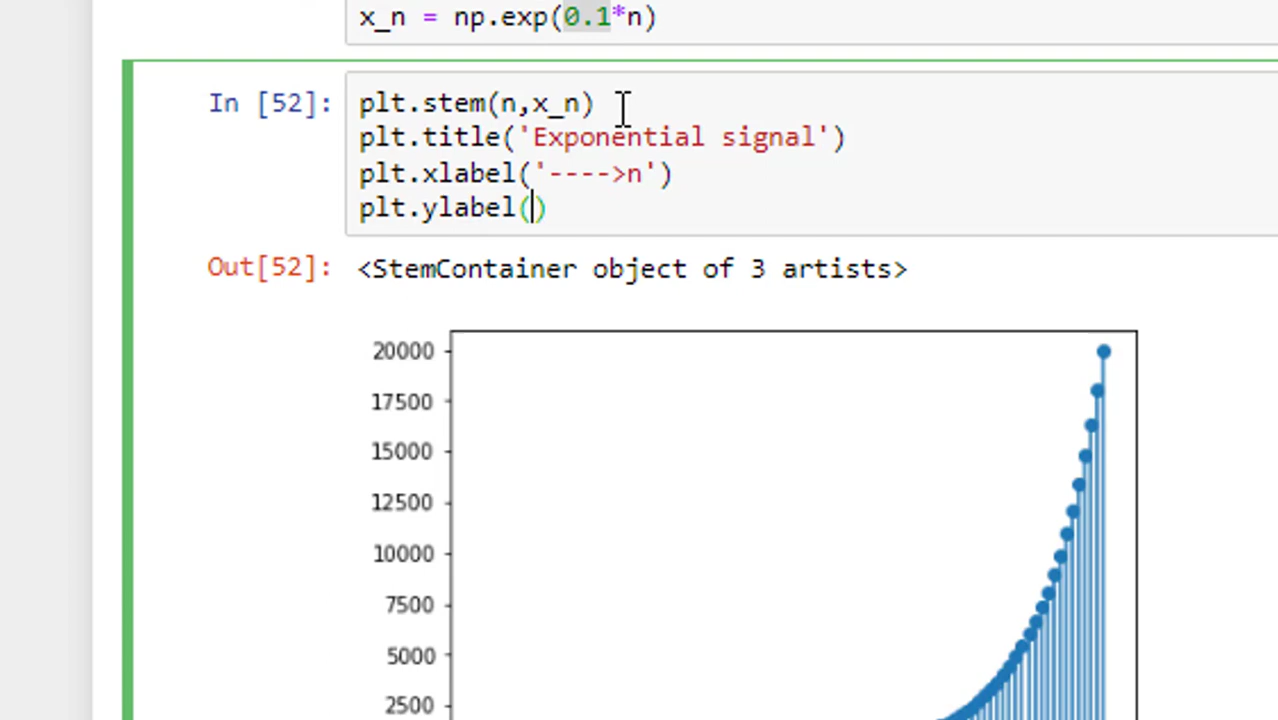 x_n = np.exp(0.1*n)
In [52]:
plt.stem(n,x_n)
plt.title('Exponential signal')
plt.xlabel('---->n')
plt.ylabel()
Out[52]:
<StemContainer object of 3 artists>
20000
17500
15000
12500
10000
7500
5000
2500